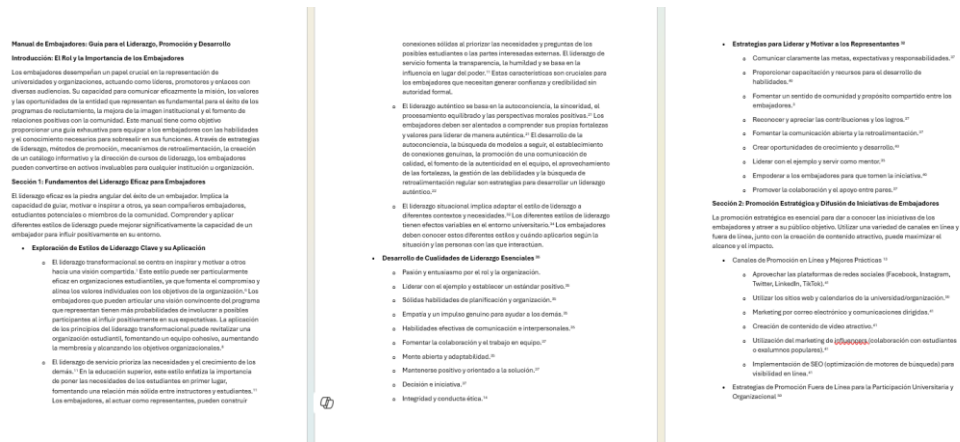 Manual de Embajadores: Guía para el Liderazgo, Promoción y Desarrollo
Introducción: El Rol y la Importancia de los Embajadores
Los embajadores desempeñan un papel crucial en la representación de
universidades y organizaciones, actuando como líderes, promotores y enlaces con
diversas audiencias. Su capacidad para comunicar eficazmente la misión, los valores
y las oportunidades de la entidad que representan es fundamental para el éxito de los
programas de reclutamiento, la mejora de la imagen institucional y el fomento de
relaciones positivas con la comunidad. Este manual tiene como objetivo
proporcionar una guía exhaustiva para equipar a los embajadores con las habilidades
y el conocimiento necesarios para sobresalir en sus funciones. A través de estrategias
de liderazgo, métodos de promoción, mecanismos de retroalimentación, la creación
de un catálogo informativo y la dirección de cursos de liderazgo, los embajadores
pueden convertirse en activos invaluables para cualquier institución u organización.
Sección 1: Fundamentos del Liderazgo Eficaz para Embajadores
El liderazgo eficaz es la piedra angular del éxito de un embajador. Implica la
capacidad de guiar, motivar e inspirar a otros, ya sean compañeros embajadores,
estudiantes potenciales o miembros de la comunidad. Comprender y aplicar
diferentes estilos de liderazgo puede mejorar significativamente la capacidad de un
embajador para influir positivamente en su entorno.
• Exploración de Estilos de Liderazgo Clave y su Aplicación
o El liderazgo transformacional se centra en inspirar y motivar a otros
hacia una visión compartida. Este estilo puede ser particularmente
eficaz en organizaciones estudiantiles, ya que fomenta el compromiso y
alinea los valores individuales con los objetivos de la organización. Los
embajadores que pueden articular una visión convincente del programa
que representan tienen más probabilidades de involucrar a posibles
participantes al influir positivamente en sus expectativas. La aplicación
de los principios del liderazgo transformacional puede revitalizar una
organización estudiantil, fomentando un equipo cohesivo, aumentando
la membresía y alcanzando los objetivos organizacionales.
o El liderazgo de servicio prioriza las necesidades y el crecimiento de los
demás. En la educación superior, este estilo enfatiza la importancia
de poner las necesidades de los estudiantes en primer lugar,
fomentando una relación más sólida entre instructores y estudiantes.
Los embajadores, al actuar como representantes, pueden construir
conexiones sólidas al priorizar las necesidades y preguntas de los
posibles estudiantes o las partes interesadas externas. El liderazgo de
servicio fomenta la transparencia, la humildad y se basa en la
influencia en lugar del poder. Estas características son cruciales para
los embajadores que necesitan generar confianza y credibilidad sin
autoridad formal.
o El liderazgo auténtico se basa en la autoconciencia, la sinceridad, el
procesamiento equilibrado y las perspectivas morales positivas. Los
embajadores deben ser alentados a comprender sus propias fortalezas
y valores para liderar de manera auténtica. El desarrollo de la
autoconciencia, la búsqueda de modelos a seguir, el establecimiento
de conexiones genuinas, la promoción de una comunicación de
calidad, el fomento de la autenticidad en el equipo, el aprovechamiento
de las fortalezas, la gestión de las debilidades y la búsqueda de
retroalimentación regular son estrategias para desarrollar un liderazgo
auténtico.
o El liderazgo situacional implica adaptar el estilo de liderazgo a
diferentes contextos y necesidades. Los diferentes estilos de liderazgo
tienen efectos variables en el entorno universitario. Los embajadores
deben conocer estos diferentes estilos y cuándo aplicarlos según la
situación y las personas con las que interactúan.
• Desarrollo de Cualidades de Liderazgo Esenciales
o Pasión y entusiasmo por el rol y la organización.
o Liderar con el ejemplo y establecer un estándar positivo.
o Sólidas habilidades de planificación y organización.
o Empatía y un impulso genuino para ayudar a los demás.
o Habilidades efectivas de comunicación e interpersonales.
o Fomentar la colaboración y el trabajo en equipo.
o Mente abierta y adaptabilidad.
o Mantenerse positivo y orientado a la solución.
o Decisión e iniciativa.
o Integridad y conducta ética.
• Estrategias para Liderar y Motivar a los Representantes
o Comunicar claramente las metas, expectativas y responsabilidades.
o Proporcionar capacitación y recursos para el desarrollo de
habilidades.
o Fomentar un sentido de comunidad y propósito compartido entre los
embajadores.
o Reconocer y apreciar las contribuciones y los logros.
o Fomentar la comunicación abierta y la retroalimentación.
o Crear oportunidades de crecimiento y desarrollo.
o Liderar con el ejemplo y servir como mentor.
o Empoderar a los embajadores para que tomen la iniciativa.
o Promover la colaboración y el apoyo entre pares.
Sección 2: Promoción Estratégica y Difusión de Iniciativas de Embajadores
La promoción estratégica es esencial para dar a conocer las iniciativas de los
embajadores y atraer a su público objetivo. Utilizar una variedad de canales en línea y
fuera de línea, junto con la creación de contenido atractivo, puede maximizar el
alcance y el impacto.
• Canales de Promoción en Línea y Mejores Prácticas
o Aprovechar las plataformas de redes sociales (Facebook, Instagram,
Twitter, LinkedIn, TikTok).
o Utilizar los sitios web y calendarios de la universidad/organización.
o Marketing por correo electrónico y comunicaciones dirigidas.
o Creación de contenido de video atractivo.
o Utilización del marketing de influencers (colaboración con estudiantes
o exalumnos populares).
o Implementación de SEO (optimización de motores de búsqueda) para
visibilidad en línea.
• Estrategias de Promoción Fuera de Línea para la Participación Universitaria y
Organizacional